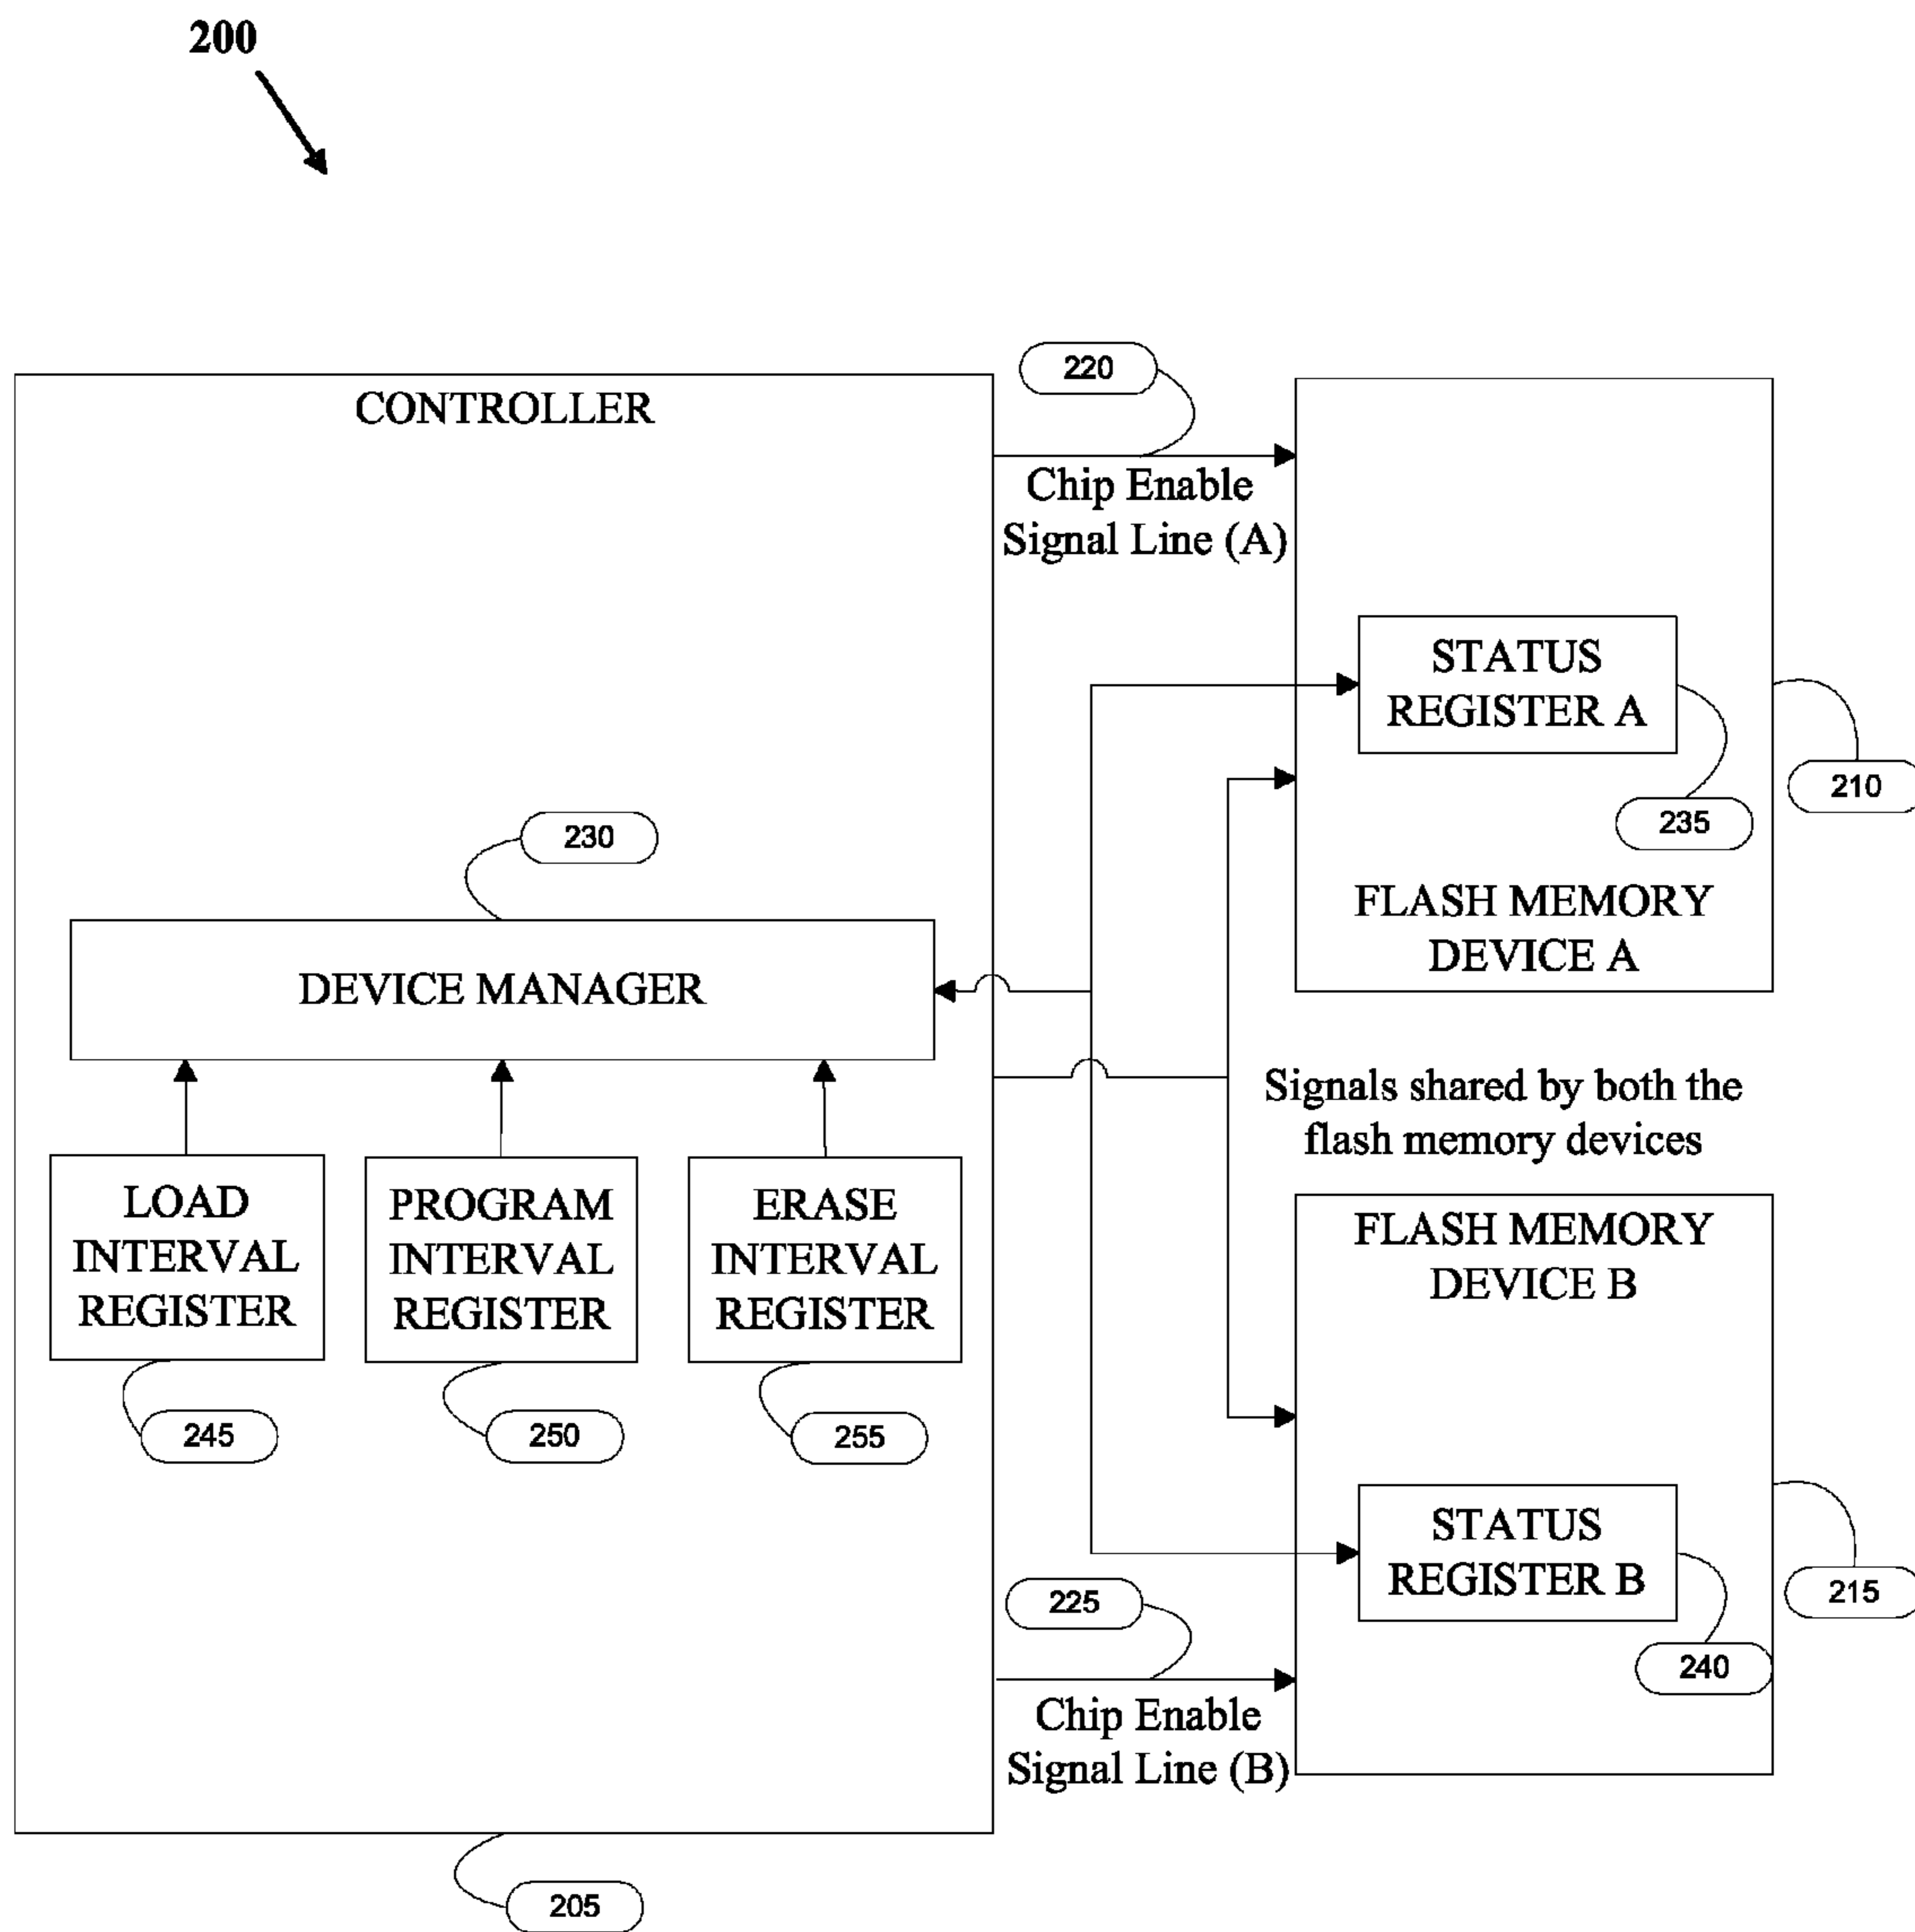 200
CONTROLLER
220
Chip Enable
Signal Line (A)
STATUS
REGISTER A
235
210
FLASH MEMORY
DEVICE A
230
DEVICE MANAGER
Signals shared by both the
flash memory devices
LOAD
INTERVAL
REGISTER
PROGRAM
INTERVAL
REGISTER
ERASE
INTERVAL
REGISTER
245
250
255
FLASH MEMORY
DEVICE B
STATUS
REGISTER B
240
215
225
Chip Enable
Signal Line (B)
205